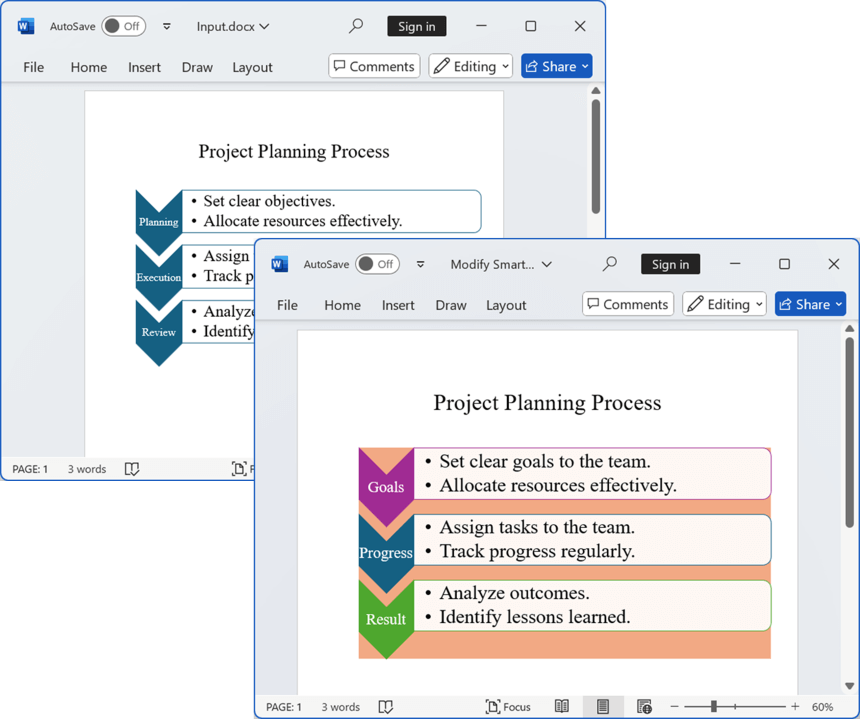 AutoSave Off Input.docx Sign in
File Home Insert Draw Layout Comments Editing Share
Project Planning Process
Planning
• Set clear objectives.
• Allocate resources effectively.
Execution
• Assign
• Track
Review
• Analyze
• Identify
PAGE: 1 3 words
AutoSave Off Modify Smart... Sign in
File Home Insert Draw Layout Comments Editing Share
Project Planning Process
Goals
• Set clear goals to the team.
• Allocate resources effectively.
Progress
• Assign tasks to the team.
• Track progress regularly.
Result
• Analyze outcomes.
• Identify lessons learned.
PAGE: 1 3 words Focus 60%